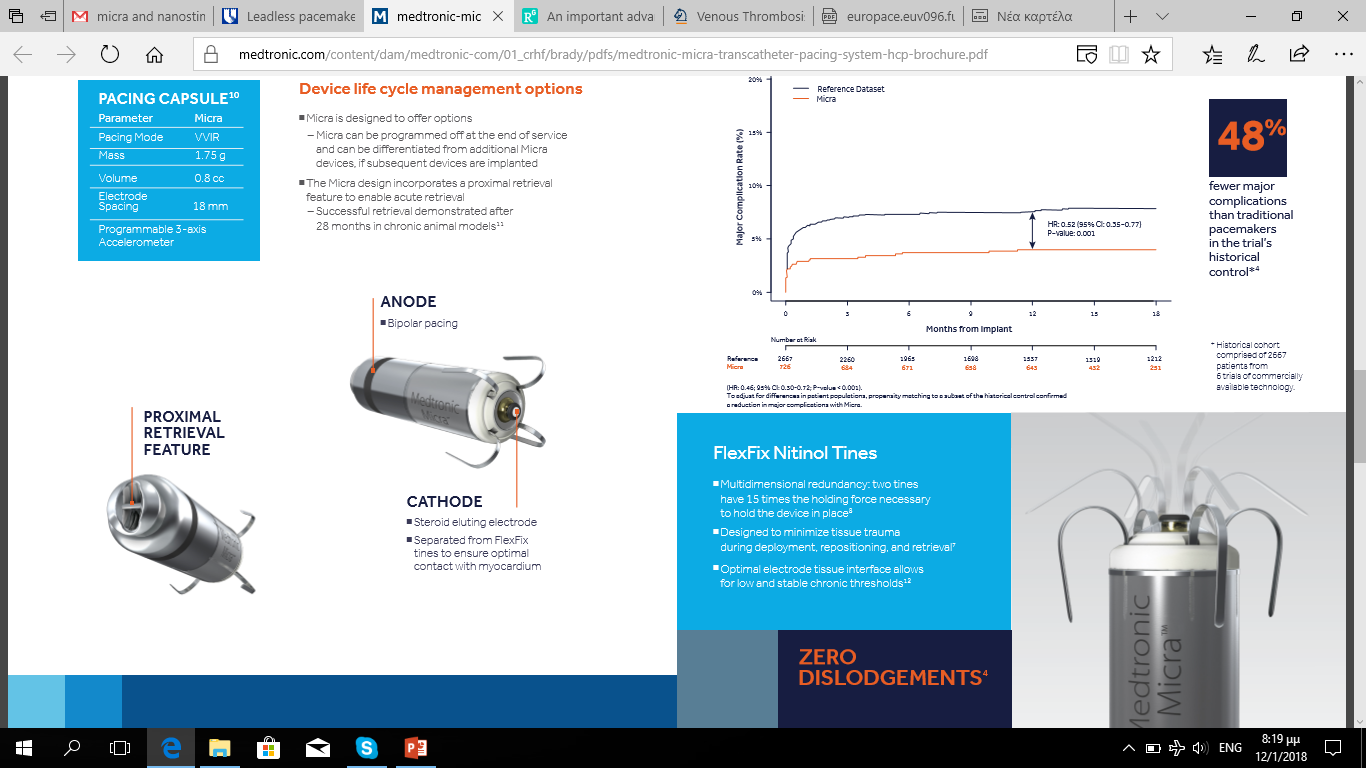 micra and nanostin
Leadless pacemake
medtronic-mic
An important adva
Venous Thrombosi
europace.euv096.fu
Νέα καρτέλα
medtronic.com/content/dam/medtronic-com/01_crhf/brady/pdfs/medtronic-micra-transcatheter-pacing-system-hcp-brochure.pdf
PACING CAPSULE10
Parameter Micra
Pacing Mode VVIR
Mass 1.75 g
Volume 0.8 cc
Electrode
Spacing 18 mm
Programmable 3-axis
Accelerometer
Device life cycle management options
■ Micra is designed to offer options
– Micra can be programmed off at the end of service
and can be differentiated from additional Micra
devices, if subsequent devices are implanted
■ The Micra design incorporates a proximal retrieval
feature to enable acute retrieval
– Successful retrieval demonstrated after
28 months in chronic animal models11
ANODE
■ Bipolar pacing
Medtronic
Micra
PROXIMAL
RETRIEVAL
FEATURE
CATHODE
■ Steroid eluting electrode
■ Separated from FlexFix
tines to ensure optimal
contact with myocardium
Major Complication Rate (%)
20%
15%
10%
5%
0%
Reference Dataset
Micra
HR: 0.52 (95% CI: 0.35–0.77)
P-value: 0.001
0 3 6 9 12 15 18
Months from Implant
Number at Risk
Reference 2667 2260 1965 1698 1537 1319 1212
Micra 726 684 671 658 643 432 251
(HR: 0.46; 95% CI: 0.30–0.72; P-value < 0.001).
To adjust for differences in patient populations, propensity matching to a subset of the historical control confirmed
a reduction in major complications with Micra.
48%
fewer major
complications
than traditional
pacemakers
in the trial's
historical
control*4
* Historical cohort
comprised of 2667
patients from
6 trials of commercially
available technology.
FlexFix Nitinol Tines
■ Multidimensional redundancy: two tines
have 15 times the holding force necessary
to hold the device in place8
■ Designed to minimize tissue trauma
during deployment, repositioning, and retrieval7
■ Optimal electrode tissue interface allows
for low and stable chronic thresholds12
ZERO
DISLODGEMENTS4
Medtronic
Micra™
ENG
8:19 μμ
12/1/2018